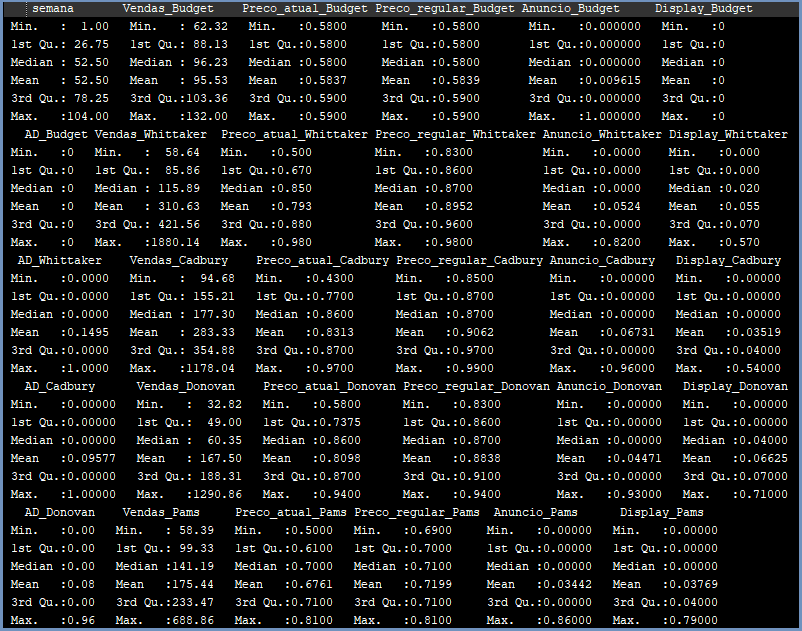 semana Vendas_Budget Preco_atual_Budget Preco_regular_Budget Anuncio_Budget Display_Budget
Min. : 1.00 Min. : 62.32 Min. :0.5800 Min. :0.5800 Min. :0.000000 Min. :0
1st Qu.: 26.75 1st Qu.: 88.13 1st Qu.:0.5800 1st Qu.:0.5800 1st Qu.:0.000000 1st Qu.:0
Median : 52.50 Median : 96.23 Median :0.5800 Median :0.5800 Median :0.000000 Median :0
Mean : 52.50 Mean : 95.53 Mean :0.5837 Mean :0.5839 Mean :0.009615 Mean :0
3rd Qu.: 78.25 3rd Qu.:103.36 3rd Qu.:0.5900 3rd Qu.:0.5900 3rd Qu.:0.000000 3rd Qu.:0
Max. :104.00 Max. :132.00 Max. :0.5900 Max. :0.5900 Max. :1.000000 Max. :0
AD_Budget Vendas_Whittaker Preco_atual_Whittaker Preco_regular_Whittaker Anuncio_Whittaker Display_Whittaker
Min. :0 Min. : 58.64 Min. :0.500 Min. :0.8300 Min. :0.0000 Min. :0.000
1st Qu.:0 1st Qu.: 85.86 1st Qu.:0.670 1st Qu.:0.8600 1st Qu.:0.0000 1st Qu.:0.000
Median :0 Median : 115.89 Median :0.850 Median :0.8700 Median :0.0000 Median :0.020
Mean :0 Mean : 310.63 Mean :0.793 Mean :0.8952 Mean :0.0524 Mean :0.055
3rd Qu.:0 3rd Qu.: 421.56 3rd Qu.:0.880 3rd Qu.:0.9600 3rd Qu.:0.0000 3rd Qu.:0.070
Max. :0 Max. :1880.14 Max. :0.980 Max. :0.9800 Max. :0.8200 Max. :0.570
AD_Whittaker Vendas_Cadbury Preco_atual_Cadbury Preco_regular_Cadbury Anuncio_Cadbury Display_Cadbury
Min. :0.0000 Min. : 94.68 Min. :0.4300 Min. :0.8500 Min. :0.00000 Min. :0.00000
1st Qu.:0.0000 1st Qu.: 155.21 1st Qu.:0.7700 1st Qu.:0.8700 1st Qu.:0.00000 1st Qu.:0.00000
Median :0.0000 Median : 177.30 Median :0.8600 Median :0.8700 Median :0.00000 Median :0.00000
Mean :0.1495 Mean : 283.33 Mean :0.8313 Mean :0.9062 Mean :0.06731 Mean :0.03519
3rd Qu.:0.0000 3rd Qu.: 354.88 3rd Qu.:0.8700 3rd Qu.:0.9700 3rd Qu.:0.00000 3rd Qu.:0.04000
Max. :1.0000 Max. :1178.04 Max. :0.9700 Max. :0.9900 Max. :0.96000 Max. :0.54000
AD_Cadbury Vendas_Donovan Preco_atual_Donovan Preco_regular_Donovan Anuncio_Donovan Display_Donovan
Min. :0.00000 Min. : 32.82 Min. :0.5800 Min. :0.8300 Min. :0.00000 Min. :0.00000
1st Qu.:0.00000 1st Qu.: 49.00 1st Qu.:0.7375 1st Qu.:0.8600 1st Qu.:0.00000 1st Qu.:0.00000
Median :0.00000 Median : 60.35 Median :0.8600 Median :0.8700 Median :0.00000 Median :0.04000
Mean :0.09577 Mean : 167.50 Mean :0.8098 Mean :0.8838 Mean :0.04471 Mean :0.06625
3rd Qu.:0.00000 3rd Qu.: 188.31 3rd Qu.:0.8700 3rd Qu.:0.9100 3rd Qu.:0.00000 3rd Qu.:0.07000
Max. :1.00000 Max. :1290.86 Max. :0.9400 Max. :0.9400 Max. :0.93000 Max. :0.71000
AD_Donovan Vendas_Pams Preco_atual_Pams Preco_regular_Pams Anuncio_Pams Display_Pams
Min. :0.00 Min. : 58.39 Min. :0.5000 Min. :0.6900 Min. :0.00000 Min. :0.00000
1st Qu.:0.00 1st Qu.: 99.33 1st Qu.:0.6100 1st Qu.:0.7000 1st Qu.:0.00000 1st Qu.:0.00000
Median :0.00 Median :141.19 Median :0.7000 Median :0.7100 Median :0.00000 Median :0.00000
Mean :0.08 Mean :175.44 Mean :0.6761 Mean :0.7199 Mean :0.03442 Mean :0.03769
3rd Qu.:0.00 3rd Qu.:233.47 3rd Qu.:0.7100 3rd Qu.:0.7100 3rd Qu.:0.00000 3rd Qu.:0.04000
Max. :0.96 Max. :688.86 Max. :0.8100 Max. :0.8100 Max. :0.86000 Max. :0.79000